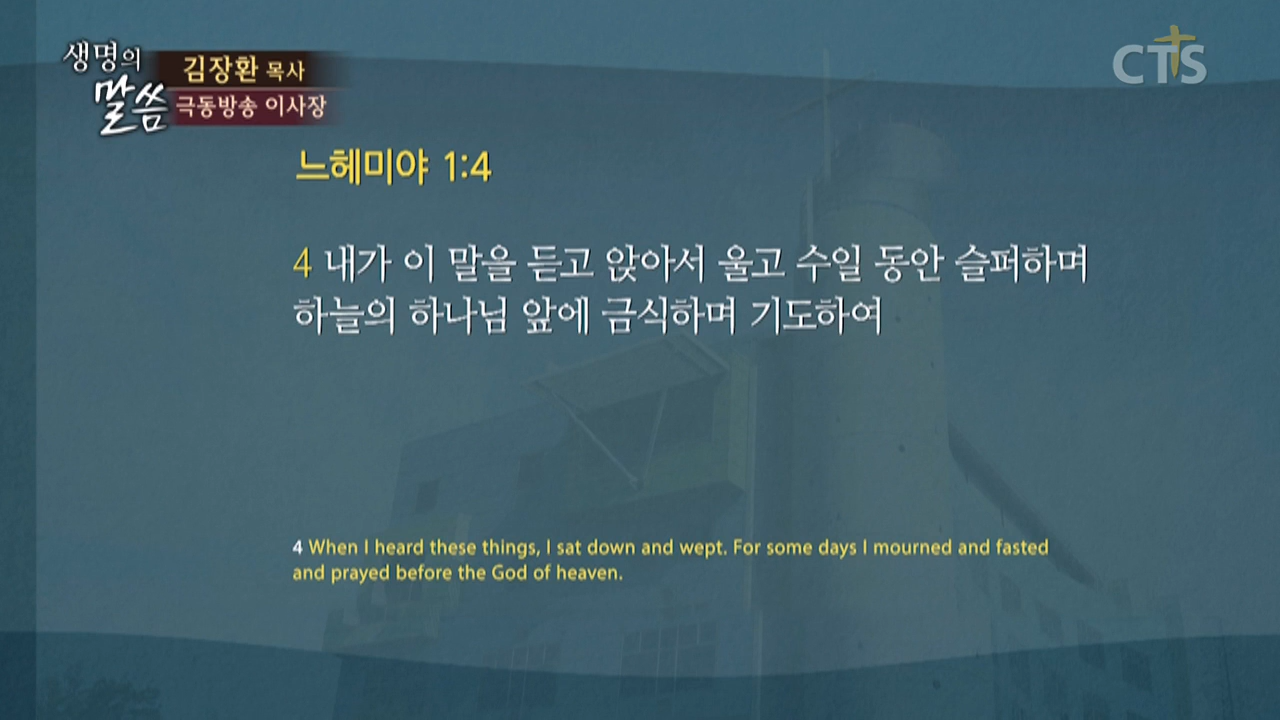 생명의
말씀
김장환 목사
극동방송 이사장
CTS
느헤미야 1:4
4 내가 이 말을 듣고 앉아서 울고 수일 동안 슬퍼하며
하늘의 하나님 앞에 금식하며 기도하여
4 When I heard these things, I sat down and wept. For some days I mourned and fasted
and prayed before the God of heaven.